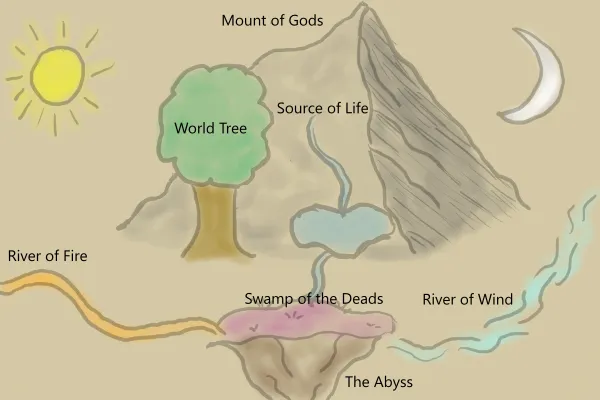 Mount of Gods
Source of Life
World Tree
River of Fire
Swamp of the Deads
River of Wind
The Abyss